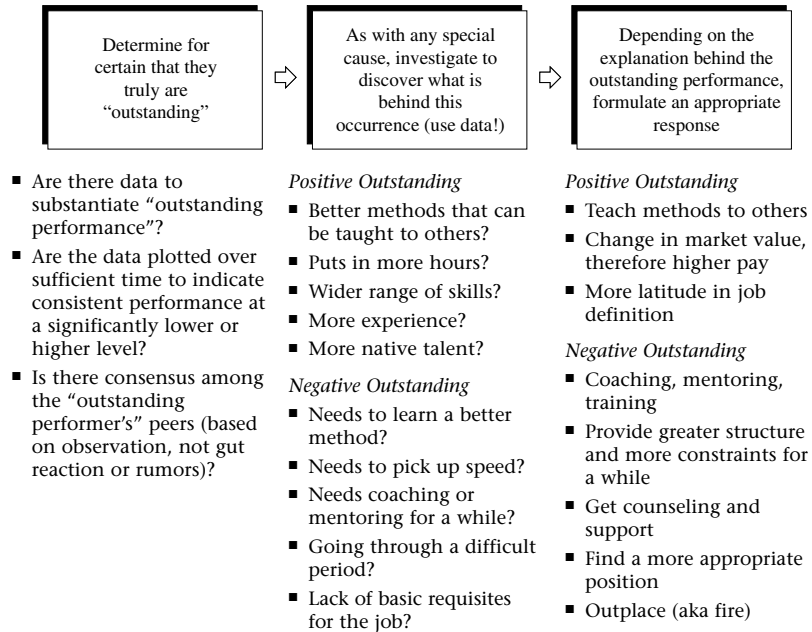 Determine for
certain that they
truly are
“outstanding”
As with any special
cause, investigate to
discover what is
behind this
occurrence (use data!)
Depending on the
explanation behind the
outstanding performance,
formulate an appropriate
response
■ Are there data to
substantiate “outstanding
performance”?
■ Are the data plotted over
sufficient time to indicate
consistent performance at
a significantly lower or
higher level?
■ Is there consensus among
the “outstanding
performer’s” peers (based
on observation, not gut
reaction or rumors)?
Positive Outstanding
■ Better methods that can
be taught to others?
■ Puts in more hours?
■ Wider range of skills?
■ More experience?
■ More native talent?
Negative Outstanding
■ Needs to learn a better
method?
■ Needs to pick up speed?
■ Needs coaching or
mentoring for a while?
■ Going through a difficult
period?
■ Lack of basic requisites
for the job?
Positive Outstanding
■ Teach methods to others
■ Change in market value,
therefore higher pay
■ More latitude in job
definition
Negative Outstanding
■ Coaching, mentoring,
training
■ Provide greater structure
and more constraints for
a while
■ Get counseling and
support
■ Find a more appropriate
position
■ Outplace (aka fire)